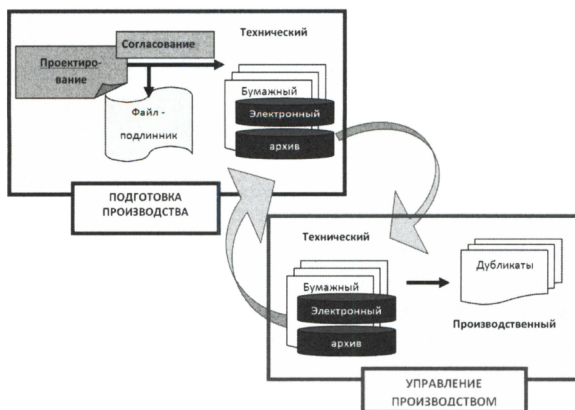 Технический
Согласование
Проектиро-
вание
Файл -
подлинник
Бумажный
Электронный
архив
ПОДГОТОВКА
ПРОИЗВОДСТВА
Технический
Бумажный
Электронный
архив
Дубликаты
Производственный
УПРАВЛЕНИЕ
ПРОИЗВОДСТВОМ